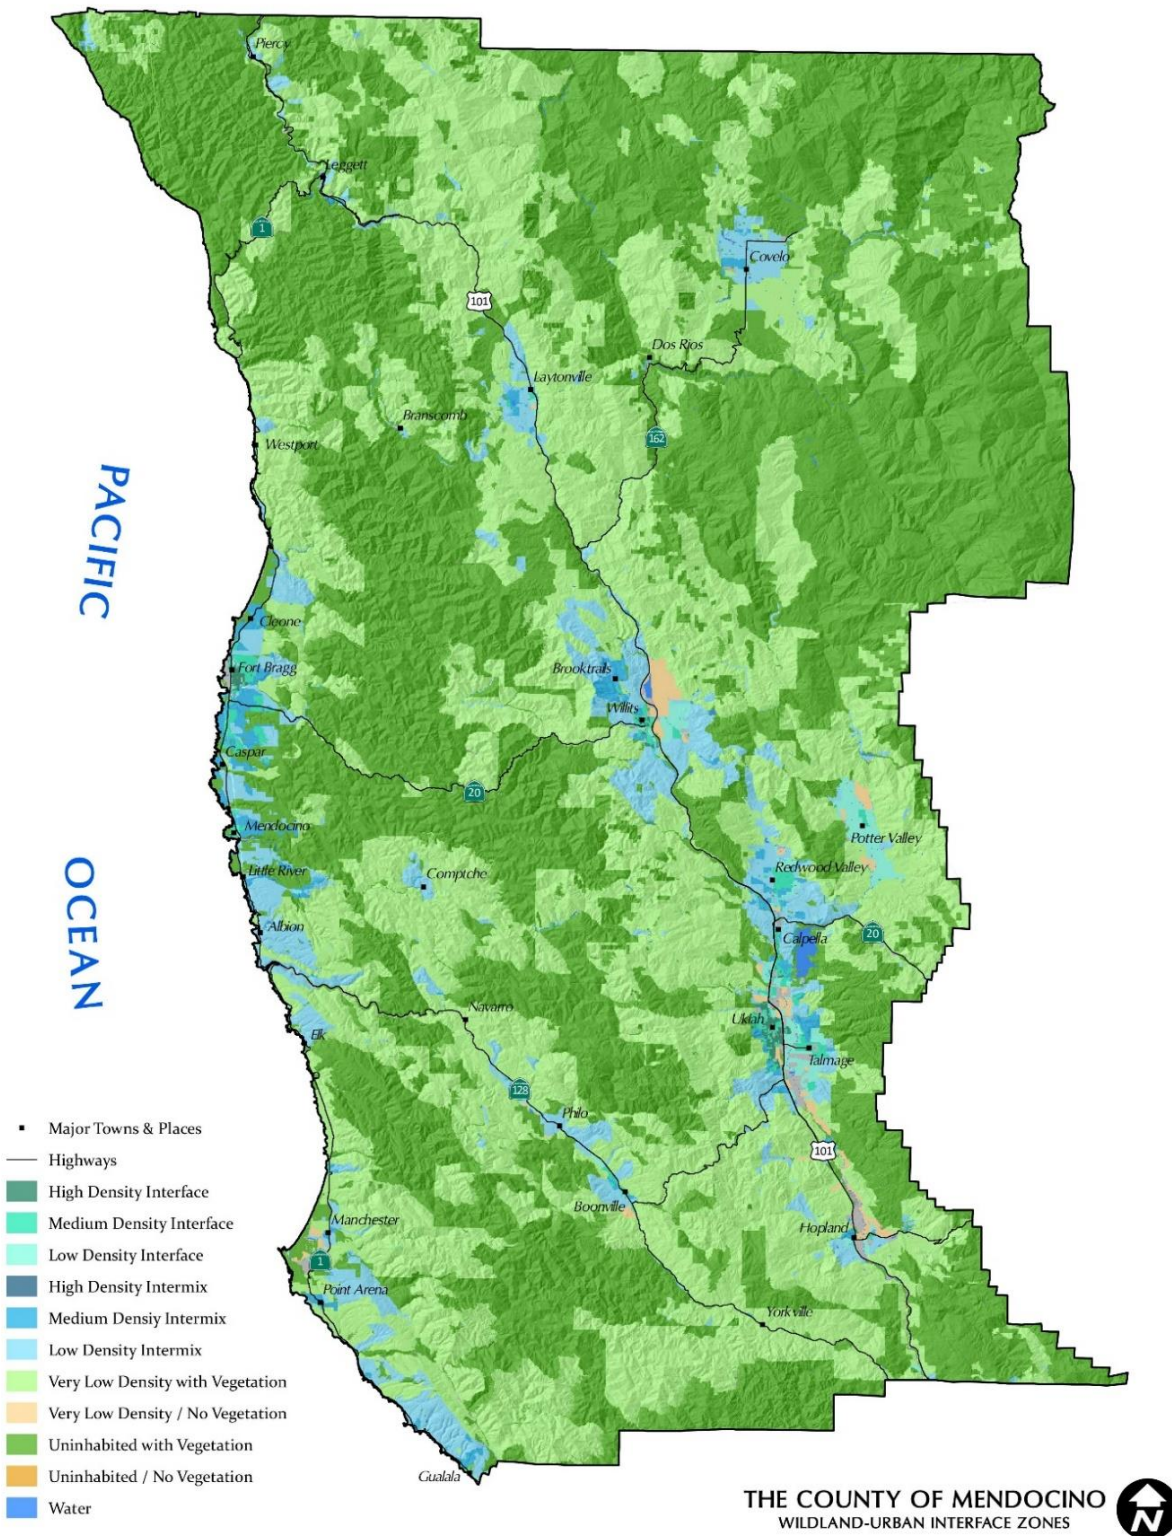 Piercy
Leggett
1
Covelo
101
Dos Rios
Laytonville
Branscomb
162
Westport
PACIFIC
Cleone
Fort Bragg
Brooktrails
Willits
Caspar
20
Mendocino
Potter Valley
Little River
Comptche
Redwood Valley
Albion
Calpella
20
OCEAN
Navarro
Ukiah
Elk
Talmage
128
Philo
101
Boonville
Manchester
Hopland
1
Point Arena
Yorkville
Gualala
Major Towns & Places
Highways
High Density Interface
Medium Density Interface
Low Density Interface
High Density Intermix
Medium Densiy Intermix
Low Density Intermix
Very Low Density with Vegetation
Very Low Density / No Vegetation
Uninhabited with Vegetation
Uninhabited / No Vegetation
Water
THE COUNTY OF MENDOCINO
WILDLAND-URBAN INTERFACE ZONES
N